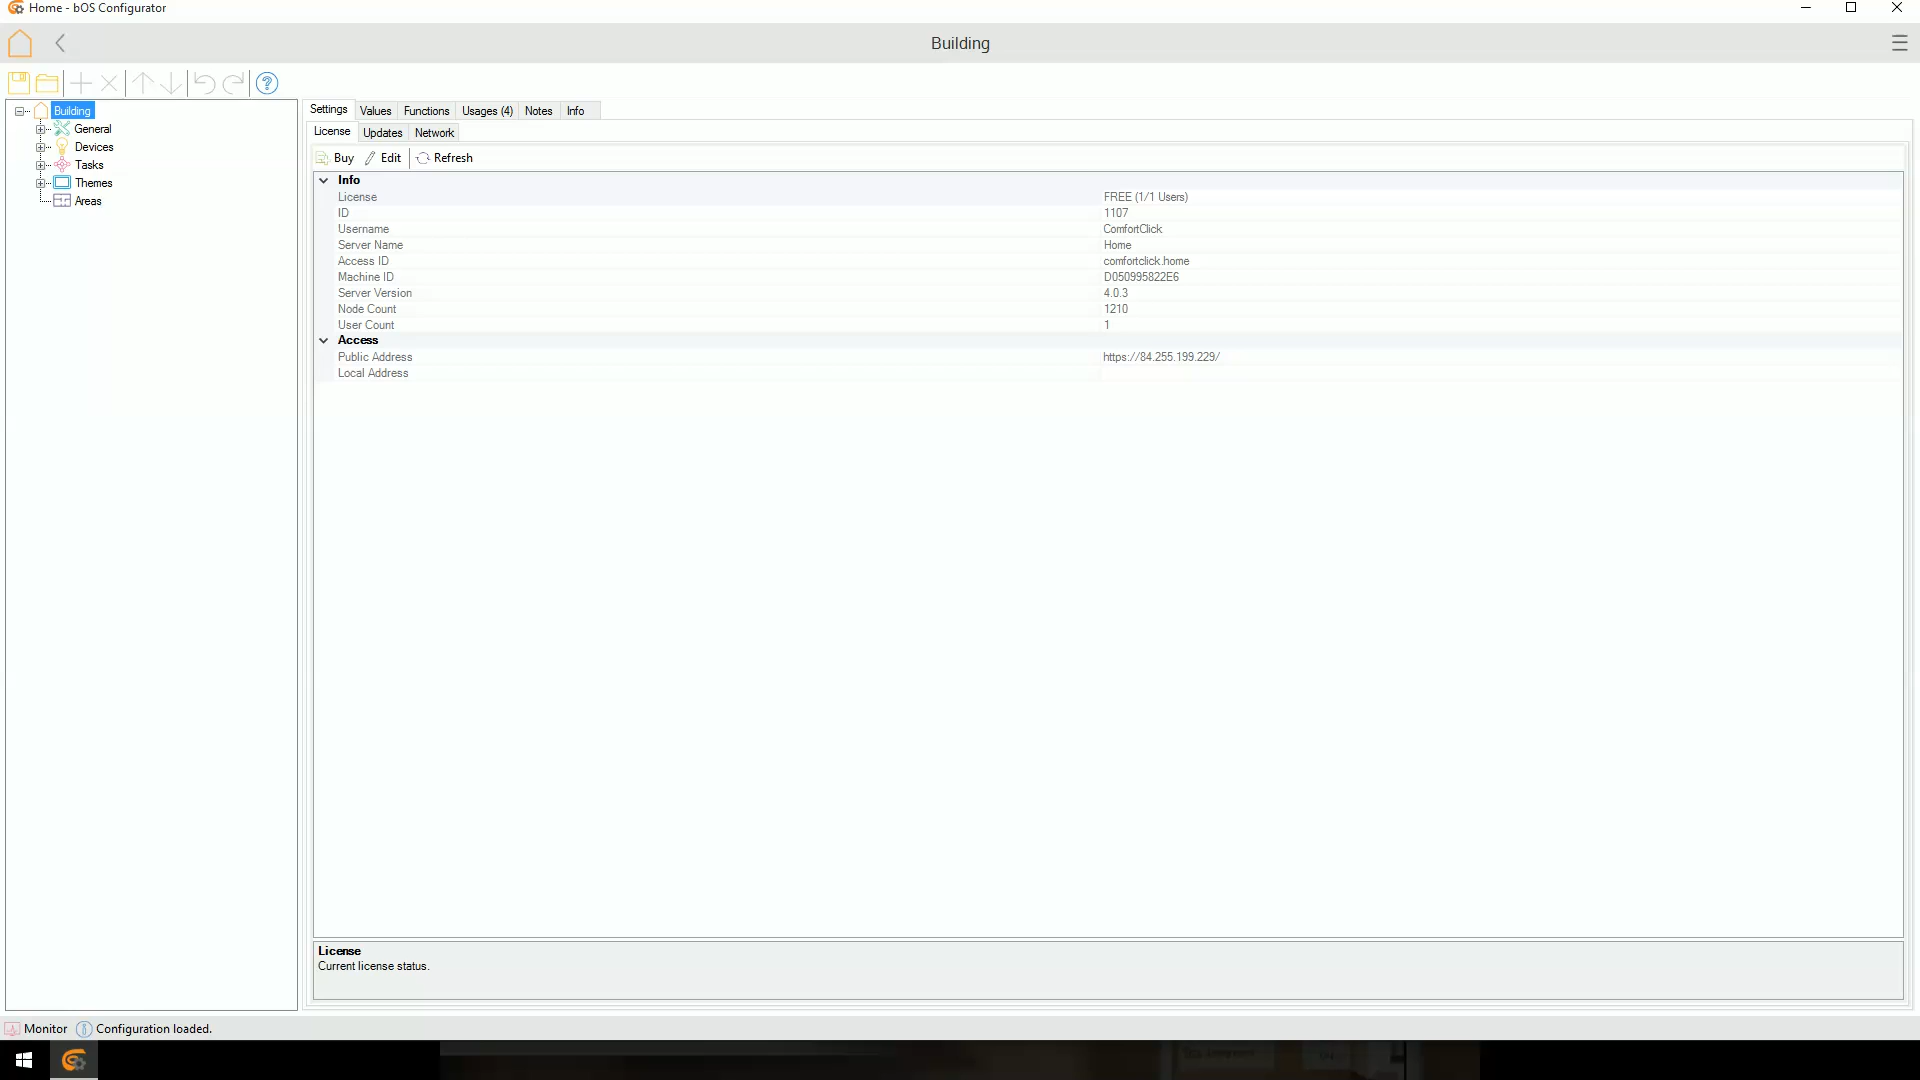 Home - bOS Configurator
Building
Building
General
Devices
Tasks
Themes
Areas
Settings Values Functions Usages (4) Notes Info
License Updates Network
Buy Edit Refresh
Info
License FREE (1/1 Users)
ID 1107
Username ComfortClick
Server Name Home
Access ID comfortclick.home
Machine ID D050995822E6
Server Version 4.0.3
Node Count 1210
User Count 1
Access
Public Address https://84.255.199.229/
Local Address
License
Current license status.
Monitor Configuration loaded.